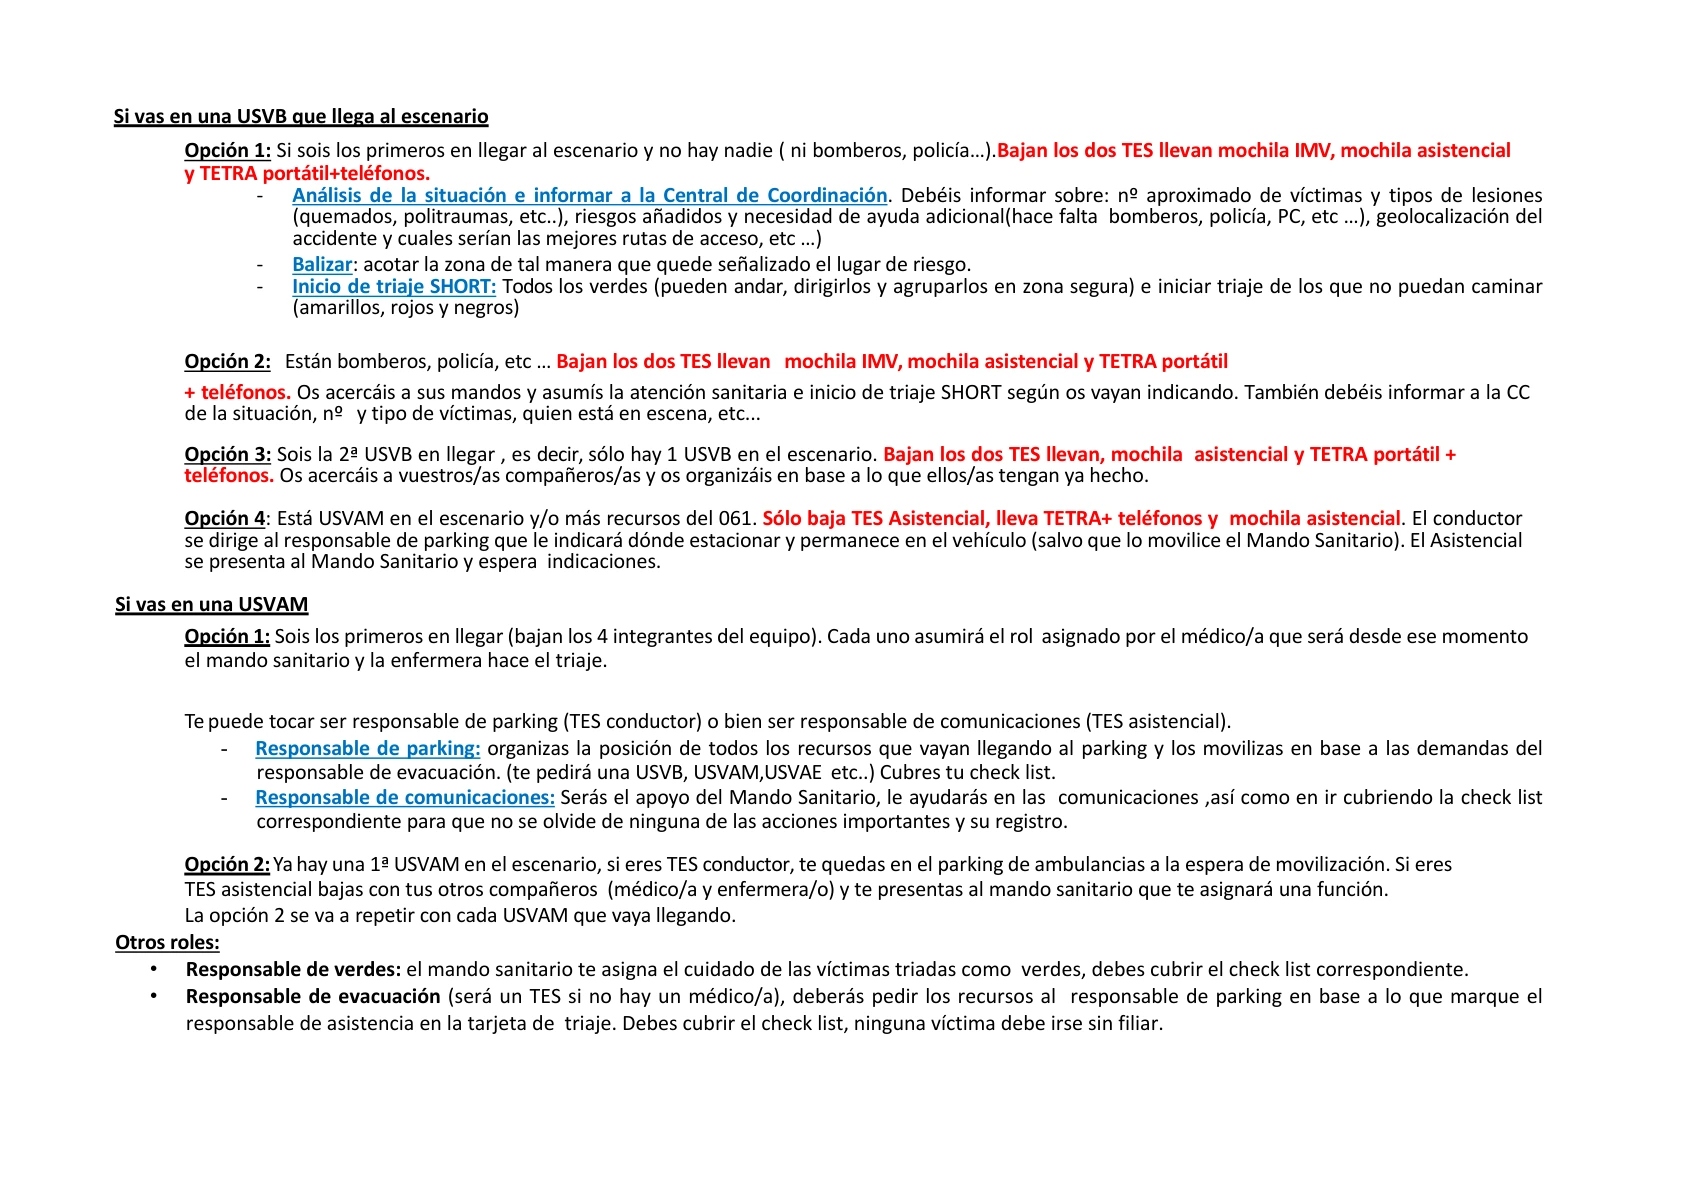 Si vas en una USVB que llega al escenario
Opción 1: Si sois los primeros en llegar al escenario y no hay nadie ( ni bomberos, policía…).Bajan los dos TES llevan mochila IMV, mochila asistencial
y TETRA portátil+teléfonos.
- Análisis de la situación e informar a la Central de Coordinación. Debéis informar sobre: nº aproximado de víctimas y tipos de lesiones
(quemados, politraumas, etc..), riesgos añadidos y necesidad de ayuda adicional(hace falta bomberos, policía, PC, etc …), geolocalización del
accidente y cuales serían las mejores rutas de acceso, etc …)
- Balizar: acotar la zona de tal manera que quede señalizado el lugar de riesgo.
- Inicio de triaje SHORT: Todos los verdes (pueden andar, dirigirlos y agruparlos en zona segura) e iniciar triaje de los que no puedan caminar
(amarillos, rojos y negros)
Opción 2: Están bomberos, policía, etc … Bajan los dos TES llevan mochila IMV, mochila asistencial y TETRA portátil
+ teléfonos. Os acercáis a sus mandos y asumís la atención sanitaria e inicio de triaje SHORT según os vayan indicando. También debéis informar a la CC
de la situación, nº y tipo de víctimas, quien está en escena, etc...
Opción 3: Sois la 2ª USVB en llegar , es decir, sólo hay 1 USVB en el escenario. Bajan los dos TES llevan, mochila asistencial y TETRA portátil +
teléfonos. Os acercáis a vuestros/as compañeros/as y os organizáis en base a lo que ellos/as tengan ya hecho.
Opción 4: Está USVAM en el escenario y/o más recursos del 061. Sólo baja TES Asistencial, lleva TETRA+ teléfonos y mochila asistencial. El conductor
se dirige al responsable de parking que le indicará dónde estacionar y permanece en el vehículo (salvo que lo movilice el Mando Sanitario). El Asistencial
se presenta al Mando Sanitario y espera indicaciones.
Si vas en una USVAM
Opción 1: Sois los primeros en llegar (bajan los 4 integrantes del equipo). Cada uno asumirá el rol asignado por el médico/a que será desde ese momento
el mando sanitario y la enfermera hace el triaje.
Te puede tocar ser responsable de parking (TES conductor) o bien ser responsable de comunicaciones (TES asistencial).
- Responsable de parking: organizas la posición de todos los recursos que vayan llegando al parking y los movilizas en base a las demandas del
responsable de evacuación. (te pedirá una USVB, USVAM,USVAE etc..) Cubres tu check list.
- Responsable de comunicaciones: Serás el apoyo del Mando Sanitario, le ayudarás en las comunicaciones ,así como en ir cubriendo la check list
correspondiente para que no se olvide de ninguna de las acciones importantes y su registro.
Opción 2: Ya hay una 1ª USVAM en el escenario, si eres TES conductor, te quedas en el parking de ambulancias a la espera de movilización. Si eres
TES asistencial bajas con tus otros compañeros (médico/a y enfermera/o) y te presentas al mando sanitario que te asignará una función.
La opción 2 se va a repetir con cada USVAM que vaya llegando.
Otros roles:
• Responsable de verdes: el mando sanitario te asigna el cuidado de las víctimas triadas como verdes, debes cubrir el check list correspondiente.
• Responsable de evacuación (será un TES si no hay un médico/a), deberás pedir los recursos al responsable de parking en base a lo que marque el
responsable de asistencia en la tarjeta de triaje. Debes cubrir el check list, ninguna víctima debe irse sin filiar.